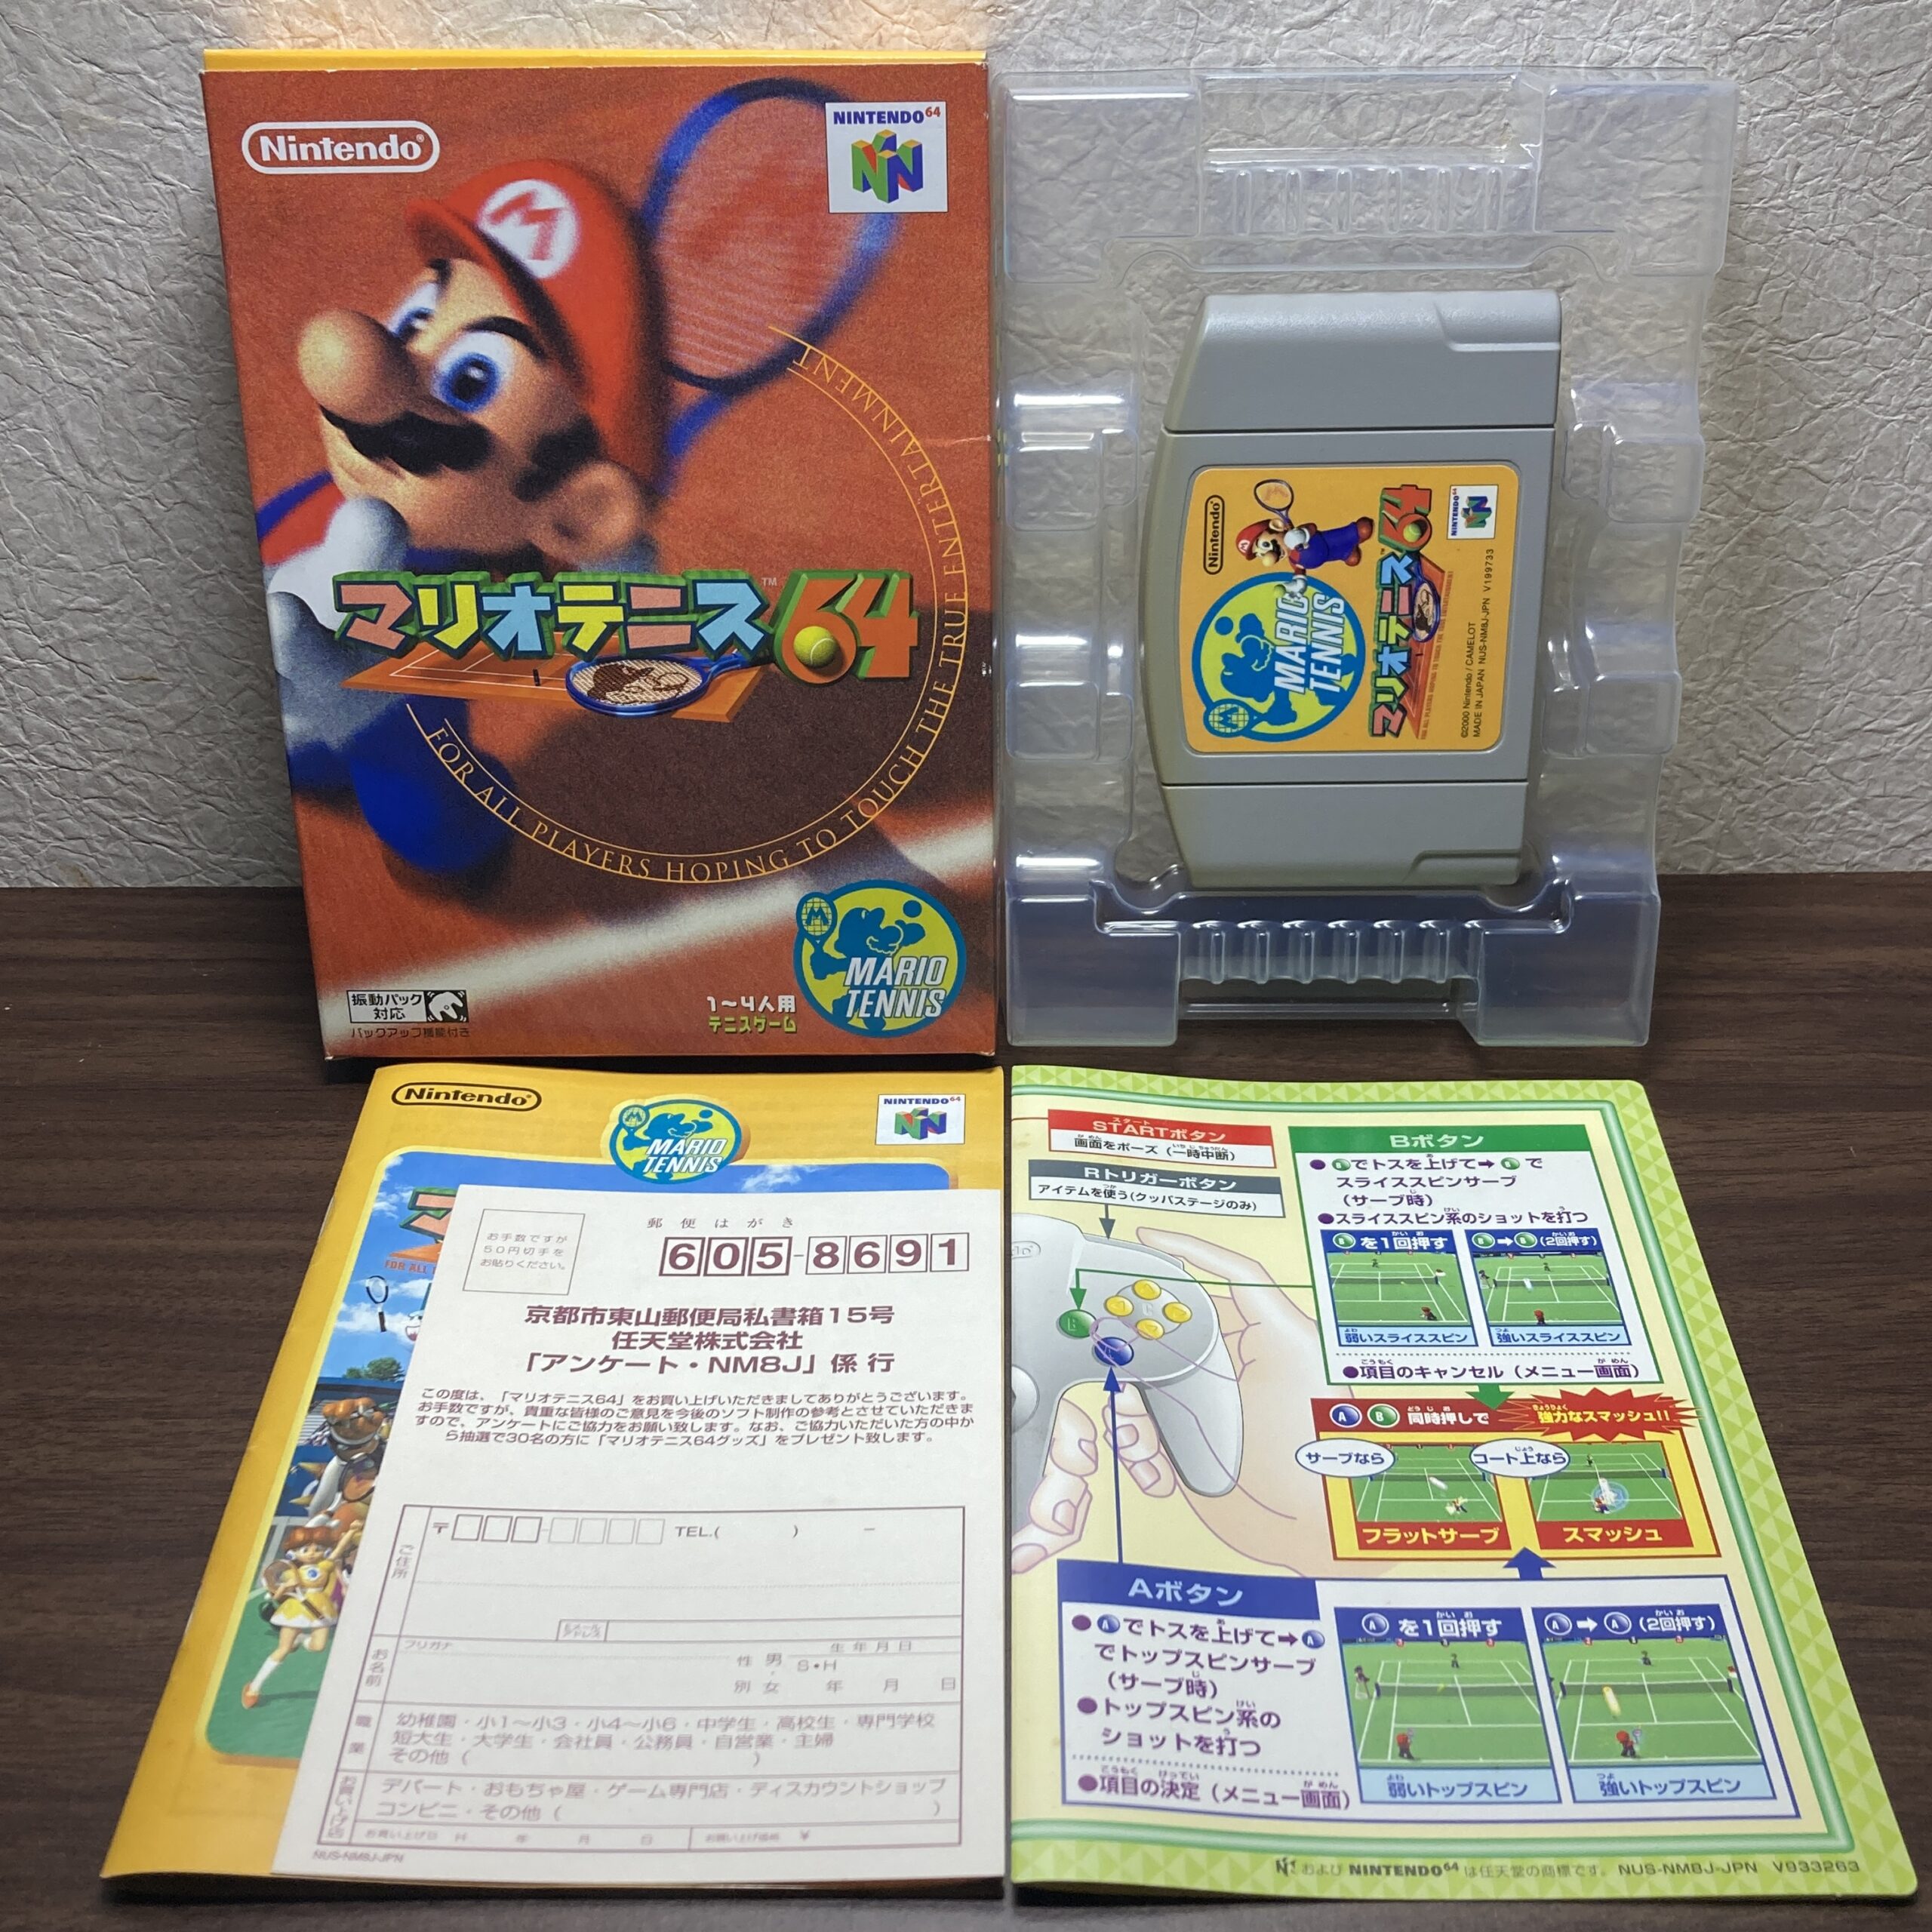 Nintendo®
NINTENDO64
マリオテニス64
™
FOR ALL PLAYERS HOPING TO TOUCH THE TRUE ENTERTAINMENT
MARIO
TENNIS
振動パック
対応
バックアップ機能付き
1〜4人用
テニスゲーム
Nintendo®
MARIO
TENNIS
マリオテニス64
™
NINTENDO64
©2000 Nintendo / CAMELOT
MADE IN JAPAN NUS-NM8J-JPN V199733
Nintendo®
MARIO
TENNIS
NINTENDO64
FOR ALL
郵便はがき
お手数ですが
50円切手を
お貼りください。
605-8691
京都市東山郵便局私書箱15号
任天堂株式会社
「アンケート・NM8J」係 行
この度は、「マリオテニス64」をお買い上げいただきましてありがとうございます。
お手数ですが、貴重な皆様のご意見を今後のソフト制作の参考とさせていただきま
すので、アンケートにご協力をお願い致します。なお、ご協力いただいた方の中か
ら抽選で30名の方に「マリオテニス64グッズ」をプレゼント致します。
ご住所
〒 TEL.( ) −
お名前
フリガナ
生年月日
性別 男・女
S・H
年 月 日
職業
幼稚園・小1〜小3・小4〜小6・中学生・高校生・専門学校
短大生・大学生・会社員・公務員・自営業・主婦
その他( )
お買い上げ店
デパート・おもちゃ屋・ゲーム専門店・ディスカウントショップ
コンビニ・その他( )
お買い上げ日 H 年 月 日 お買い上げ価格 ¥
NUS-NM8J-JPN
スタート
STARTボタン
画面をポーズ(一時中断)
Rトリガーボタン
アイテムを使う(クッパステージのみ)
Bボタン
●Bでトスを上げて➡Bで
スライススピンサーブ
(サーブ時)
●スライススピン系のショットを打つ
Bを1回押す
B➡B(2回押す)
弱いスライススピン
強いスライススピン
●項目のキャンセル(メニュー画面)
A B 同時押しで
強力なスマッシュ!!
サーブなら
コート上なら
フラットサーブ
スマッシュ
Aボタン
●Aでトスを上げて➡A
でトップスピンサーブ
(サーブ時)
●トップスピン系の
ショットを打つ
●項目の決定(メニュー画面)
Aを1回押す
A➡A(2回押す)
弱いトップスピン
強いトップスピン
および NINTENDO64 は任天堂の商標です。 NUS-NM8J-JPN V933263